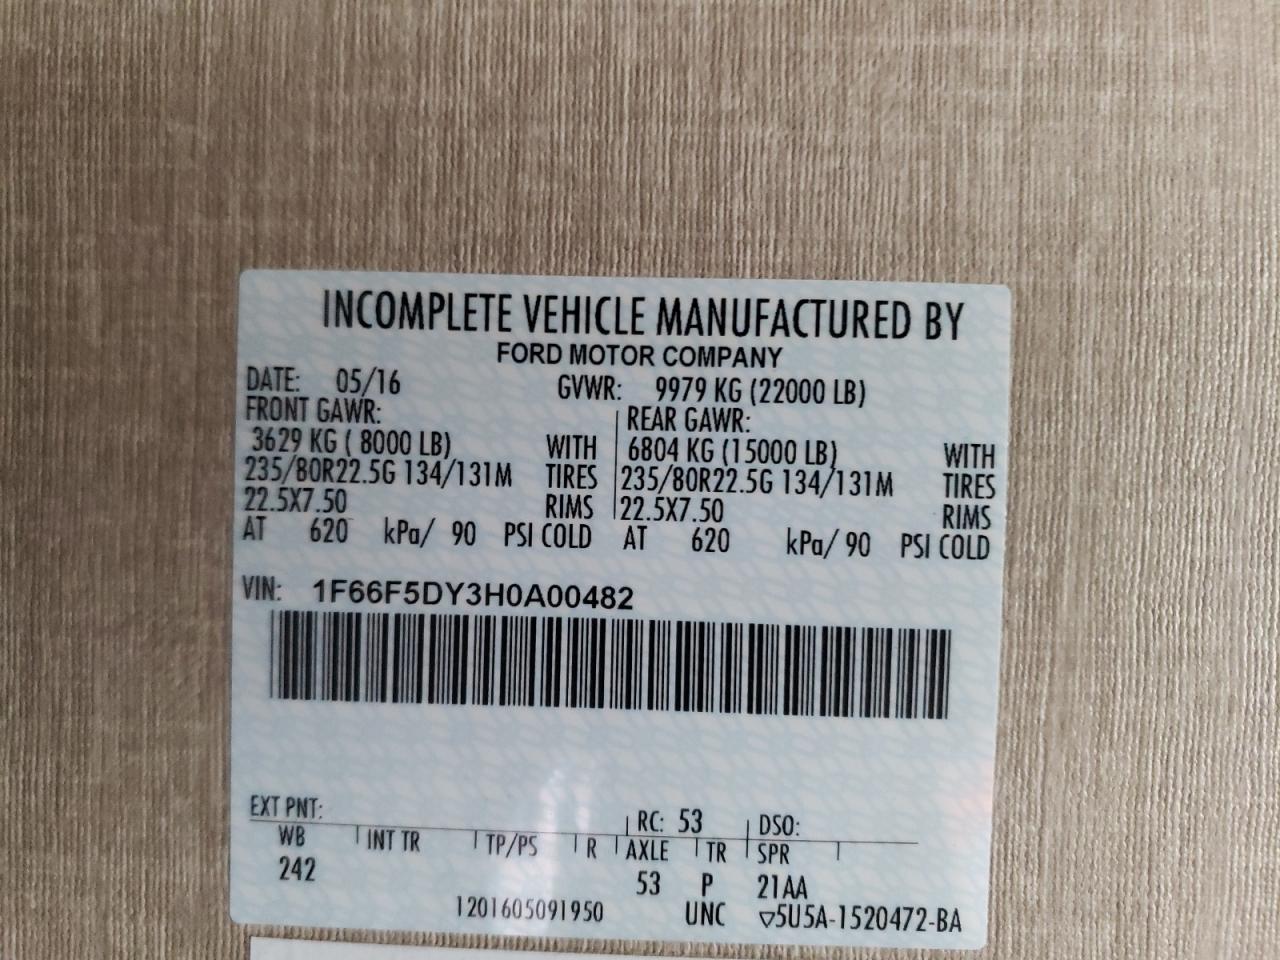 INCOMPLETE VEHICLE MANUFACTURED BY
FORD MOTOR COMPANY
DATE: 05/16 GVWR: 9979 KG (22000 LB)
FRONT GAWR: REAR GAWR:
3629 KG ( 8000 LB) WITH 6804 KG (15000 LB) WITH
235/80R22.5G 134/131M TIRES 235/80R22.5G 134/131M TIRES
22.5X7.50 RIMS 22.5X7.50 RIMS
AT 620 kPa/ 90 PSI COLD AT 620 kPa/ 90 PSI COLD
VIN: 1F66F5DY3H0A00482
EXT PNT: RC: 53 DSO:
WB INT TR TP/PS R AXLE TR SPR
242 53 P 21AA
1201605091950 UNC ▽5U5A-1520472-BA